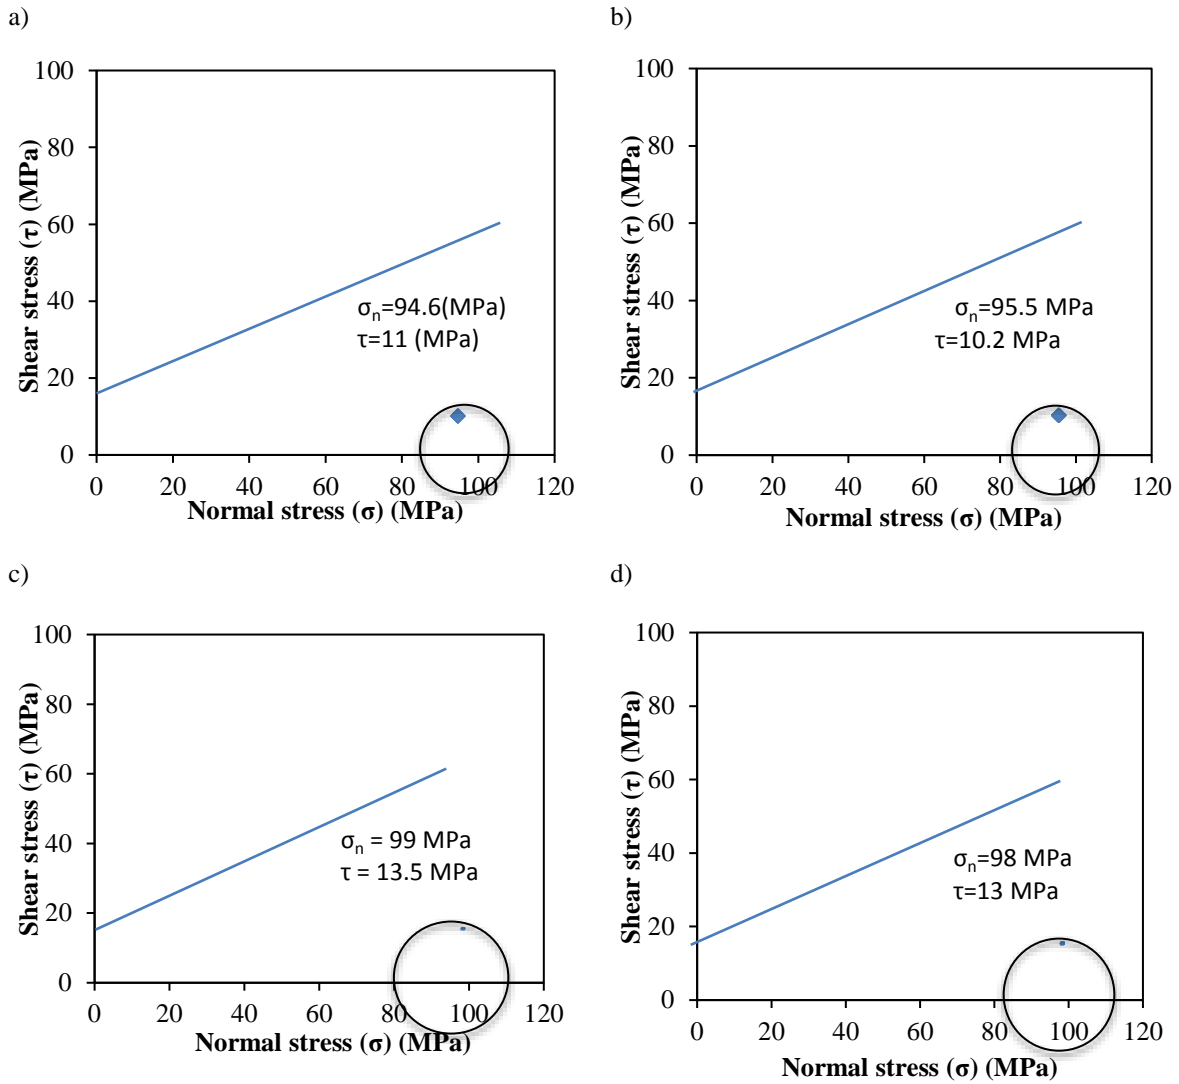 a)
100
80
60
40
20
0
Shear stress (τ) (MPa)
σn=94.6(MPa)
τ=11 (MPa)
0 20 40 60 80 100 120
Normal stress (σ) (MPa)
b)
100
80
60
40
20
0
Shear stress (τ) (MPa)
σn=95.5 MPa
τ=10.2 MPa
0 20 40 60 80 100 120
Normal stress (σ) (MPa)
c)
100
80
60
40
20
0
Shear stress (τ) (MPa)
σn = 99 MPa
τ = 13.5 MPa
0 20 40 60 80 100 120
Normal stress (σ) (MPa)
d)
100
80
60
40
20
0
Shear stress (τ) (MPa)
σn=98 MPa
τ=13 MPa
0 20 40 60 80 100 120
Normal stress (σ) (MPa)